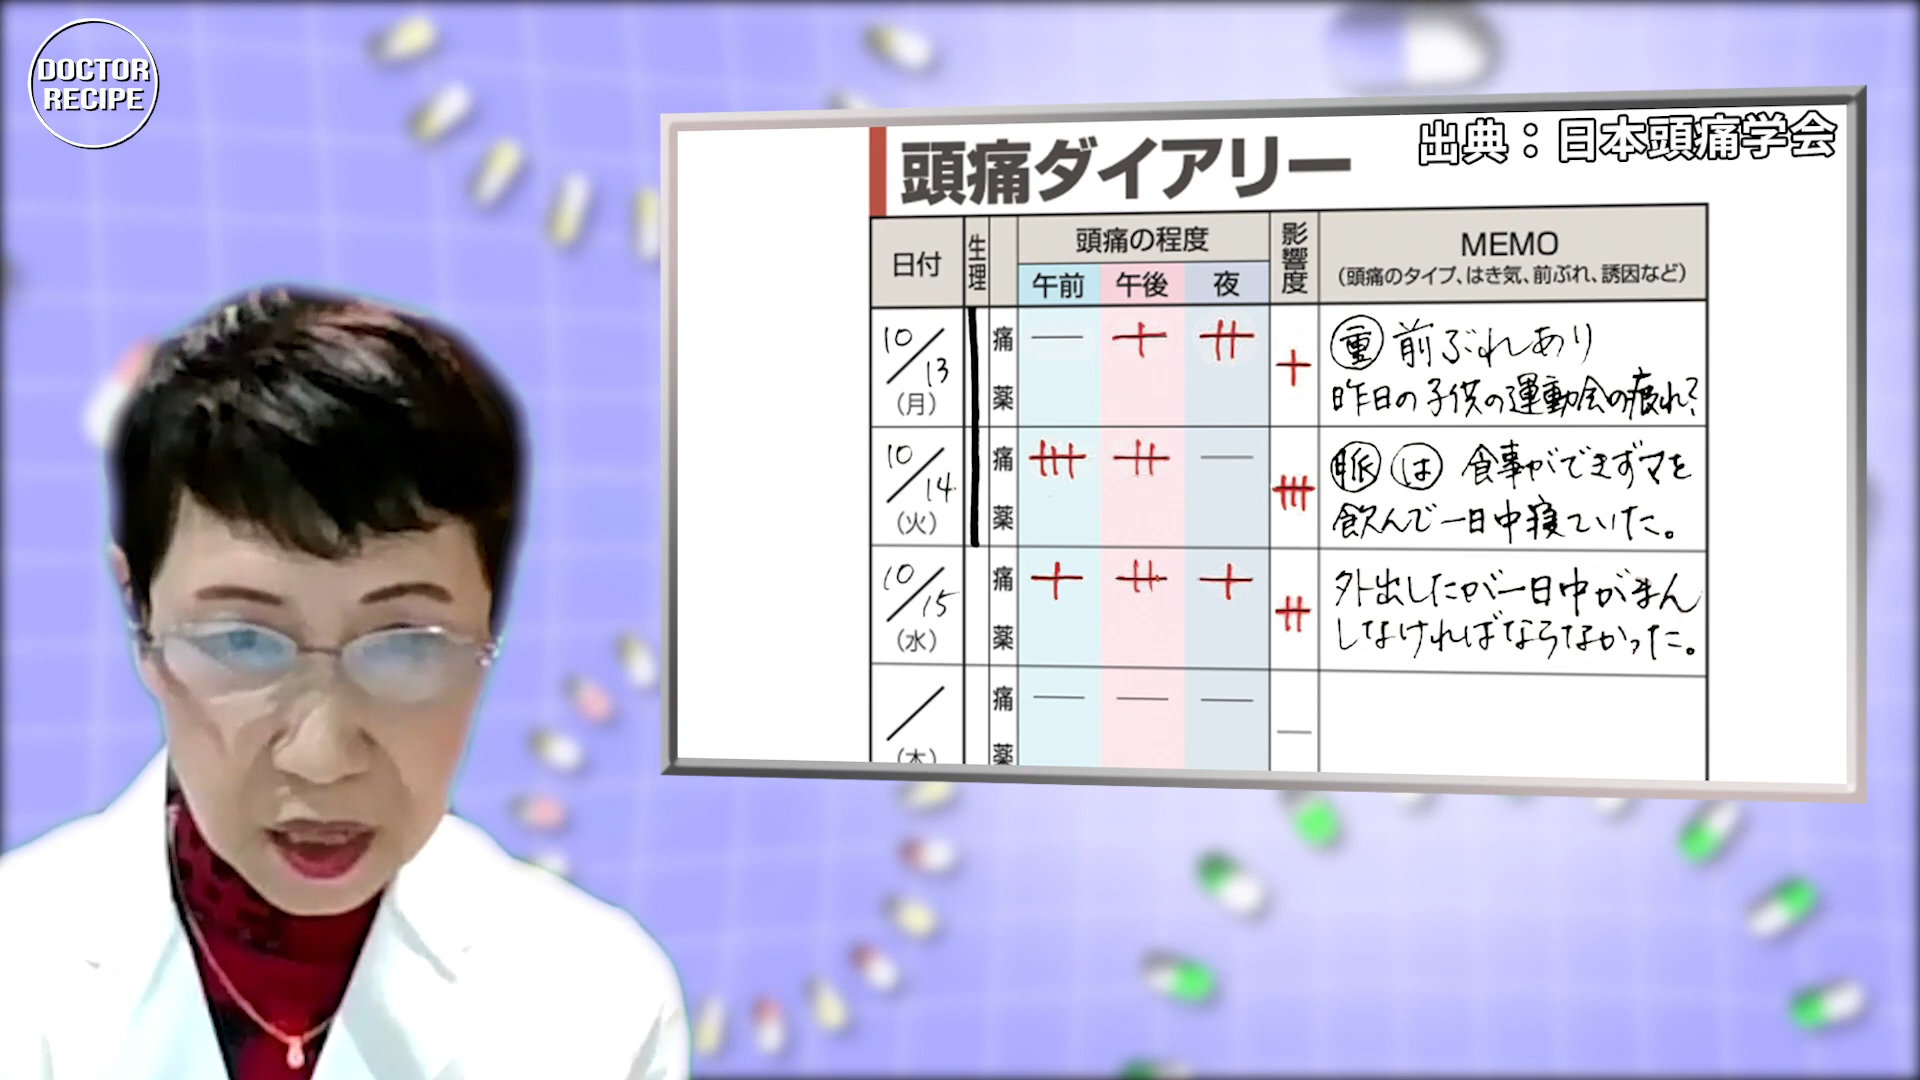 DOCTOR
RECIPE
出典：日本頭痛学会
頭痛ダイアリー
日付 生理 頭痛の程度 影響度 MEMO
(頭痛のタイプ、はき気、前ぶれ、誘因など)
午前 午後 夜
10/13 (月) 痛 — + ++ + 重 前ぶれあり
薬 昨日の子供の運動会の疲れ?
10/14 (火) 痛 +++ ++ — +++ 脈 は 食事ができずマを
薬 飲んで一日中寝ていた。
10/15 (水) 痛 + ++ + ++ 外出したが一日中がまん
薬 しなければならなかった。
/ (木) 痛 — — — —
薬